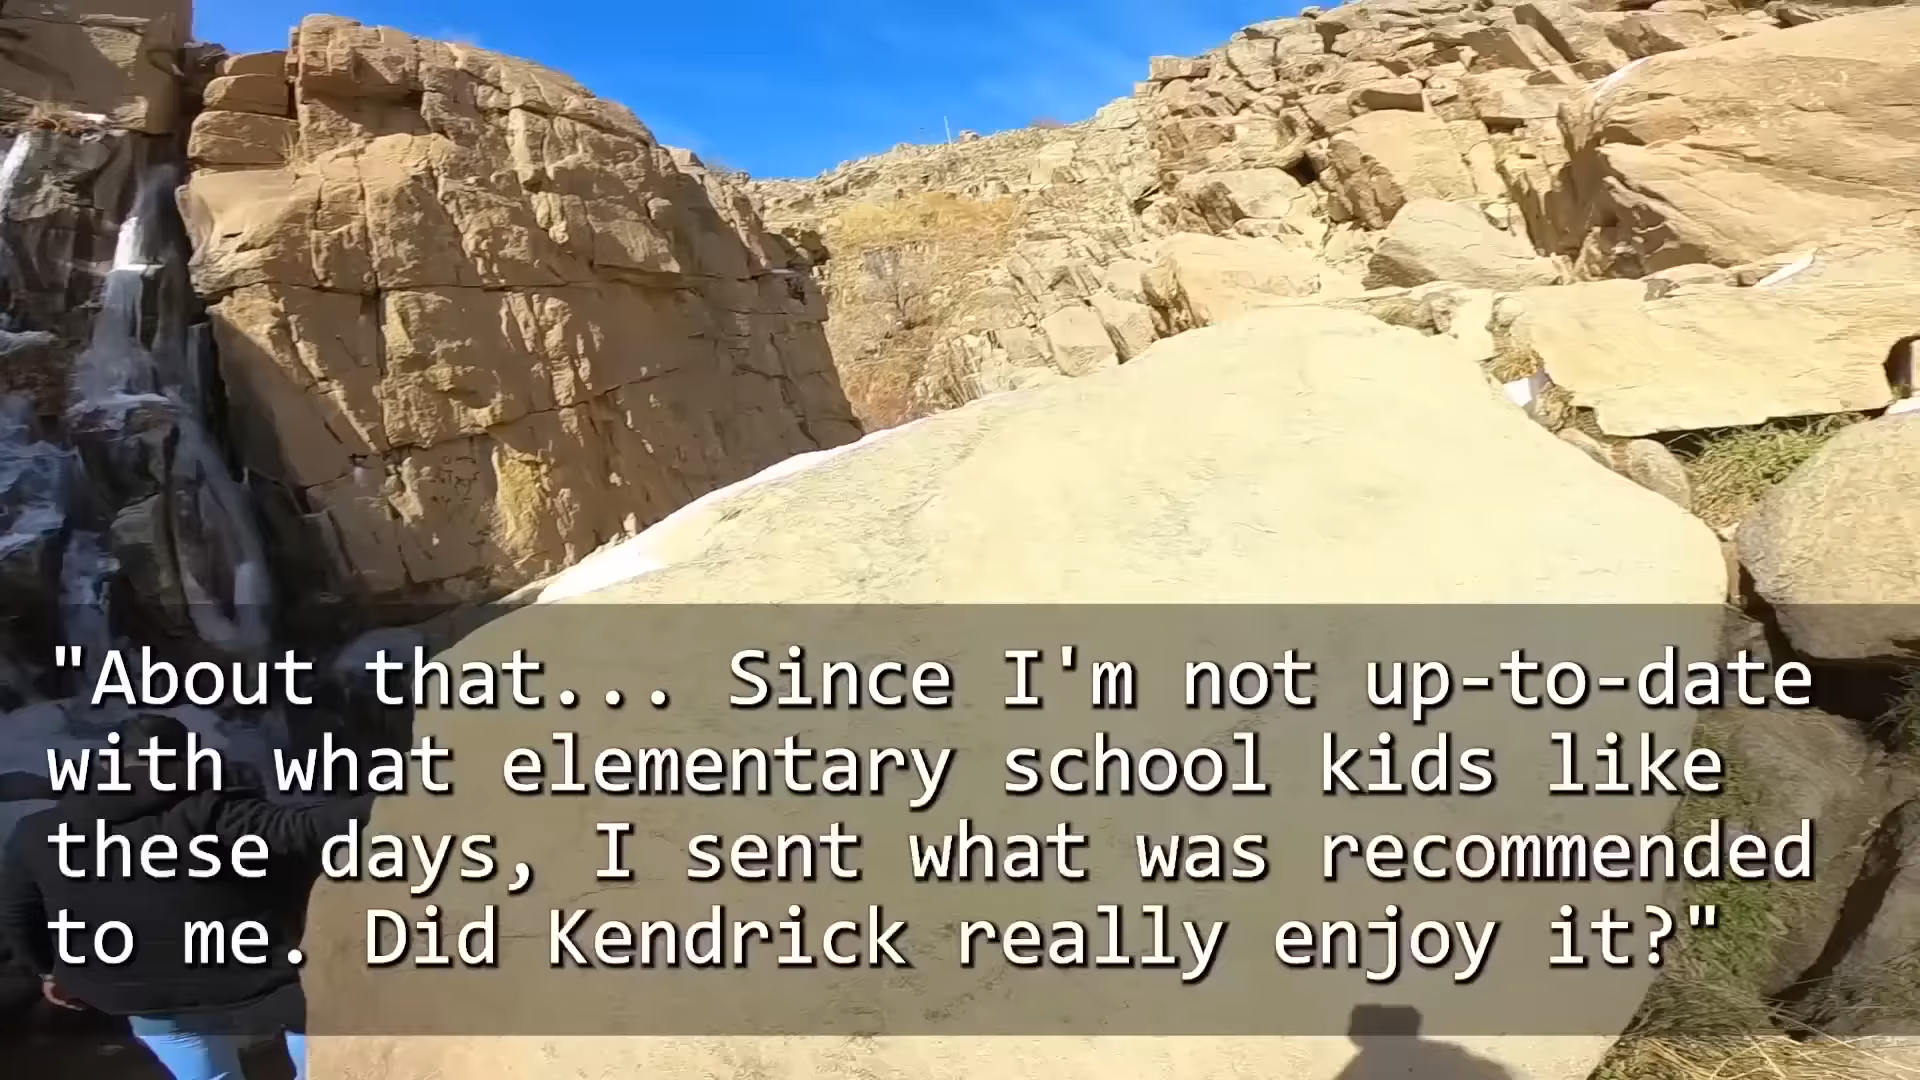 "About that... Since I'm not up-to-date
with what elementary school kids like
these days, I sent what was recommended
to me. Did Kendrick really enjoy it?"